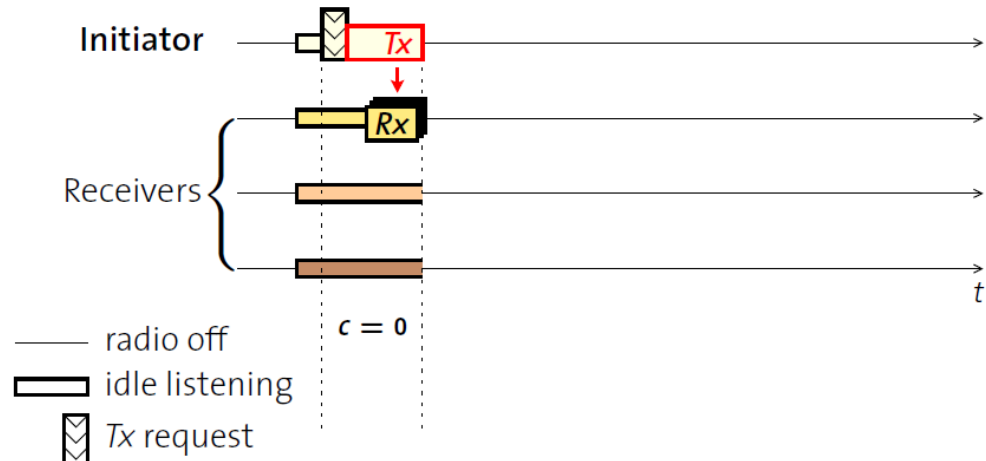 Initiator
Tx
Rx
Receivers
t
c = 0
radio off
idle listening
Tx request